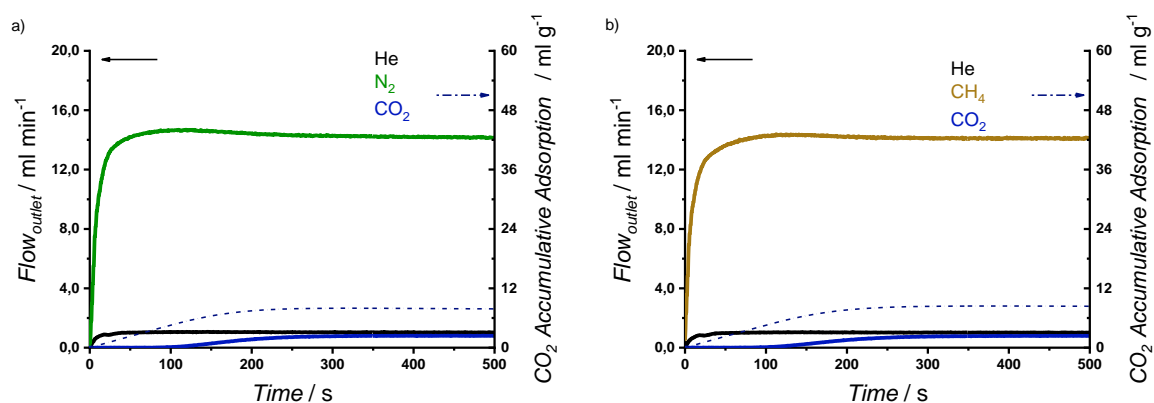 a)
He
N2
CO2
20,0
16,0
12,0
8,0
4,0
0,0
60
48
36
24
12
0
0
100
200
300
400
500
Flowoutlet / ml min-1
CO2 Accumulative Adsorption / ml g-1
Time / s
b)
He
CH4
CO2
20,0
16,0
12,0
8,0
4,0
0,0
60
48
36
24
12
0
0
100
200
300
400
500
Flowoutlet / ml min-1
CO2 Accumulative Adsorption / ml g-1
Time / s